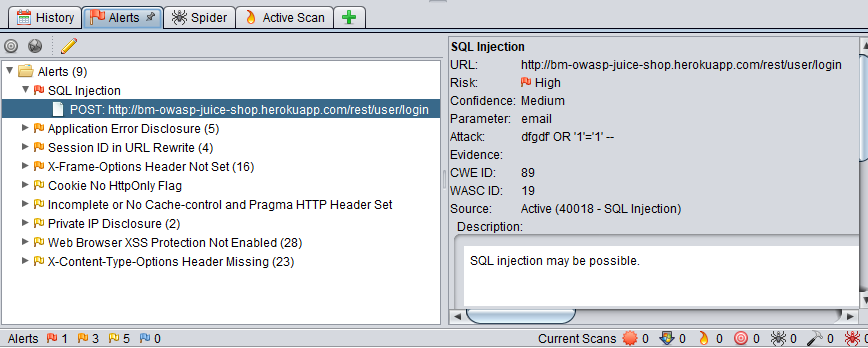 History Alerts Spider Active Scan
Alerts (9)
SQL Injection
POST: http://bm-owasp-juice-shop.herokuapp.com/rest/user/login
Application Error Disclosure (5)
Session ID in URL Rewrite (4)
X-Frame-Options Header Not Set (16)
Cookie No HttpOnly Flag
Incomplete or No Cache-control and Pragma HTTP Header Set
Private IP Disclosure (2)
Web Browser XSS Protection Not Enabled (28)
X-Content-Type-Options Header Missing (23)
SQL Injection
URL: http://bm-owasp-juice-shop.herokuapp.com/rest/user/login
Risk: High
Confidence: Medium
Parameter: email
Attack: dfgdf' OR '1'='1' --
Evidence:
CWE ID: 89
WASC ID: 19
Source: Active (40018 - SQL Injection)
Description:
SQL injection may be possible.
Alerts 1 3 5 0 Current Scans 0 0 0 0 0 0 0